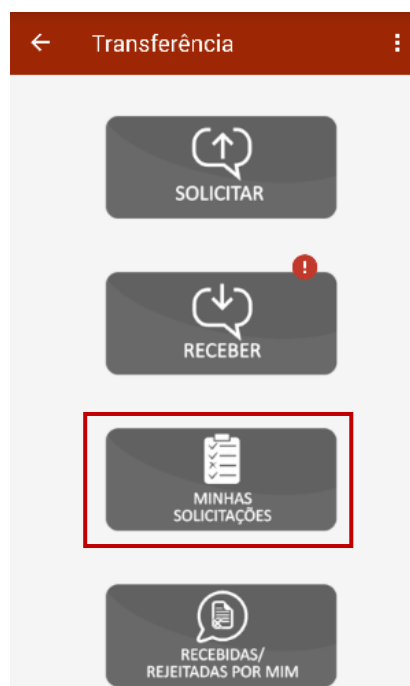 Transferência
SOLICITAR
!
RECEBER
MINHAS
SOLICITAÇÕES
RECEBIDAS/
REJEITADAS POR MIM